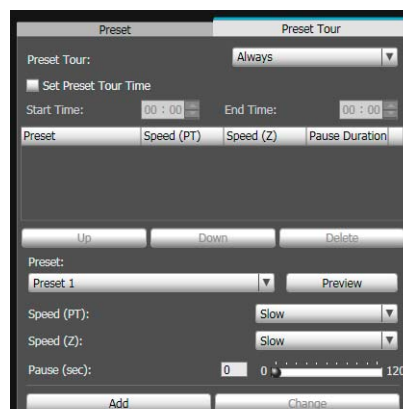 Preset Preset Tour
Preset Tour: Always
Set Preset Tour Time
Start Time: 00 : 00 End Time: 00 : 00
Preset Speed (PT) Speed (Z) Pause Duration
Up Down Delete
Preset:
Preset 1 Preview
Speed (PT): Slow
Speed (Z): Slow
Pause (sec): 0 0 120
Add Change